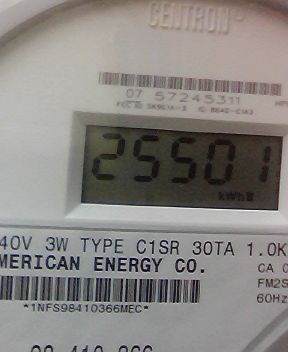 CENTRON®
07 57245311
25501
kWh
40V 3W TYPE C1SR 30TA 1.0K
MERICAN ENERGY CO.
CA 0
FM2S
60Hz
*1NFS98410366MEC*